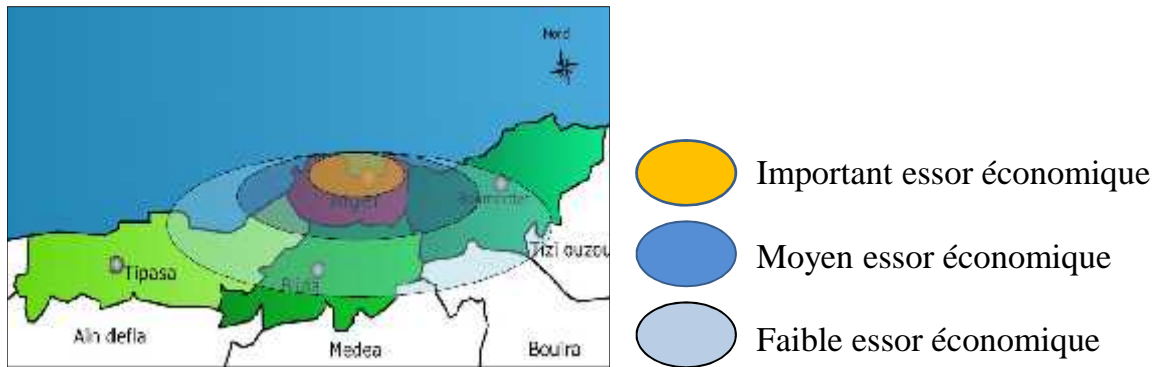 Nord
Important essor économique
Alger
Boumerdes
Tizi ouzou
Moyen essor économique
Tipasa
Blida
Faible essor économique
Ain defla
Medea
Bouira